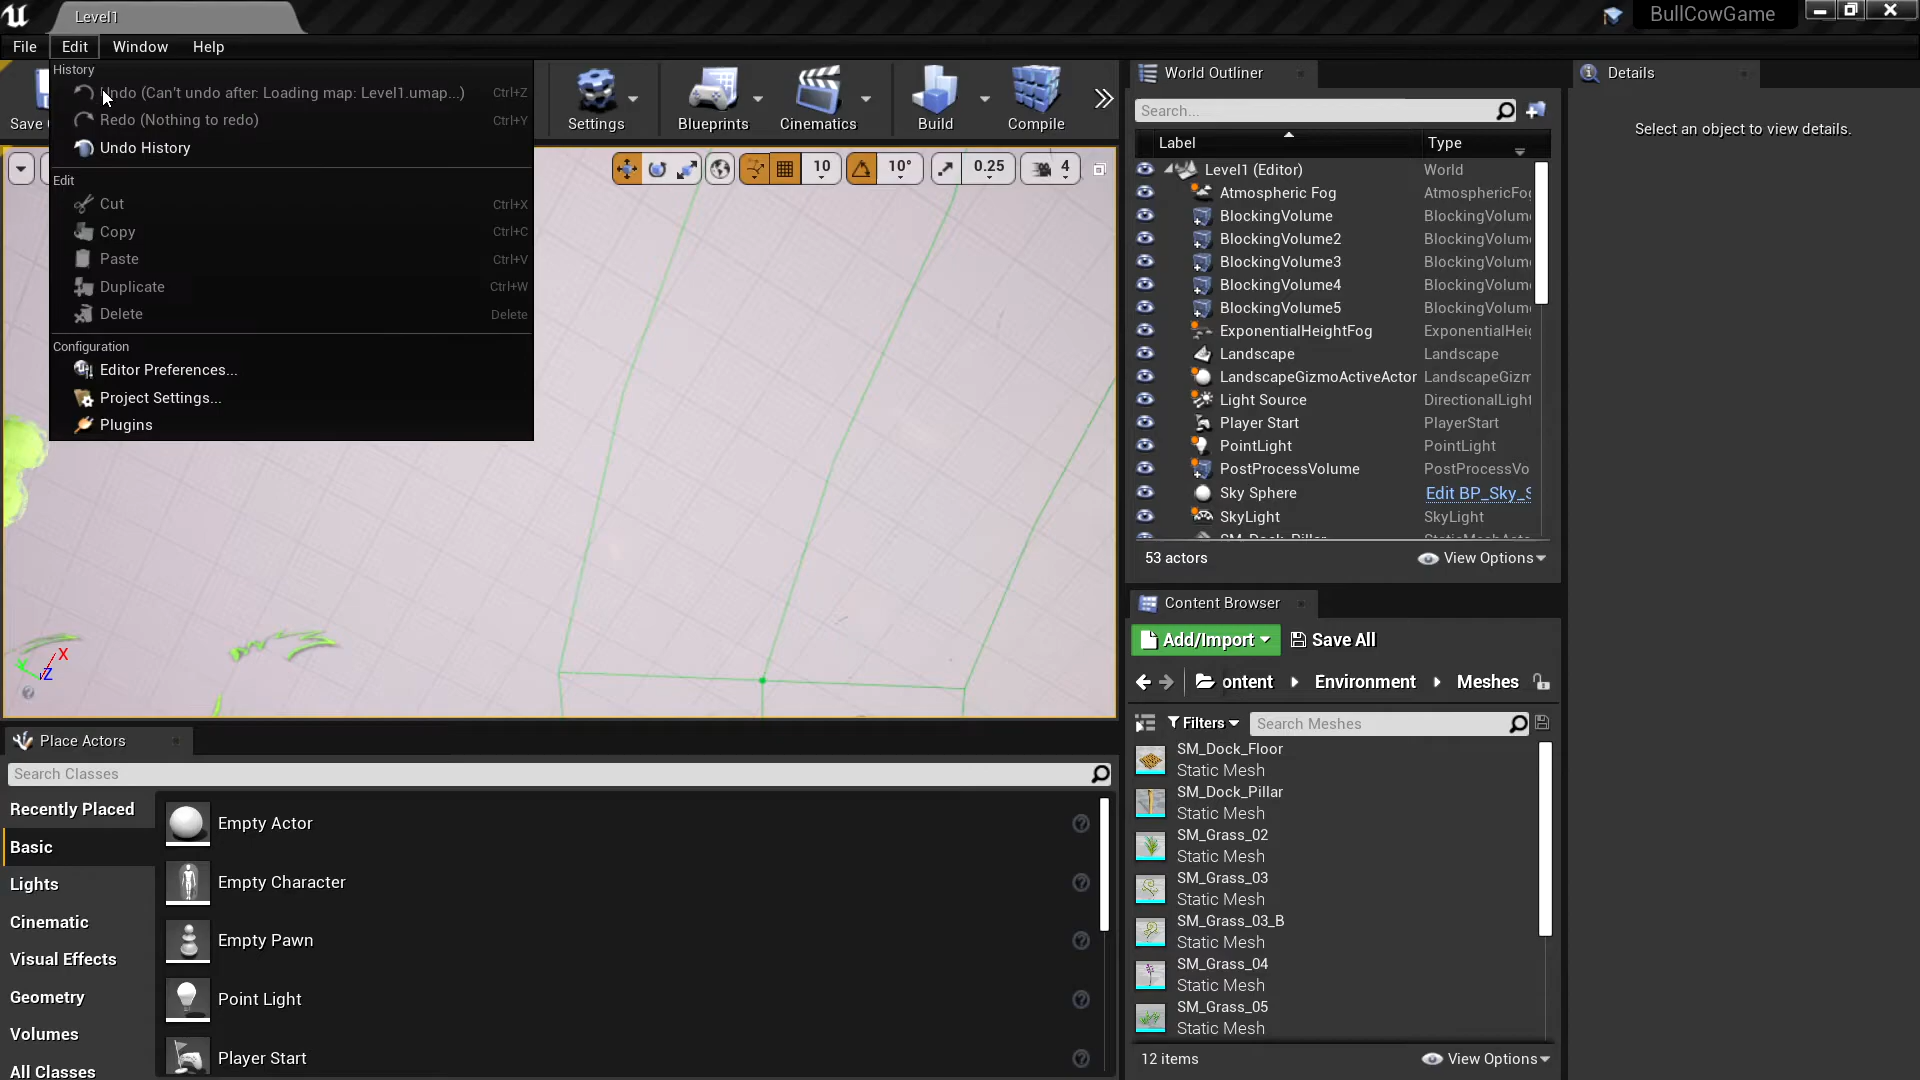 Level1
BullCowGame
File Edit Window Help
History
Undo (Can't undo after: Loading map: Level1.umap...) Ctrl+Z
Redo (Nothing to redo) Ctrl+Y
Undo History
Edit
Cut Ctrl+X
Copy Ctrl+C
Paste Ctrl+V
Duplicate Ctrl+W
Delete Delete
Configuration
Editor Preferences...
Project Settings...
Plugins
Save
Settings Blueprints Cinematics Build Compile
10 10° 0.25 4
X
Z
Place Actors
Search Classes
Recently Placed
Basic
Lights
Cinematic
Visual Effects
Geometry
Volumes
All Classes
Empty Actor
Empty Character
Empty Pawn
Point Light
Player Start
World Outliner
Search...
Label Type
Level1 (Editor) World
Atmospheric Fog AtmosphericFog
BlockingVolume BlockingVolum
BlockingVolume2 BlockingVolum
BlockingVolume3 BlockingVolum
BlockingVolume4 BlockingVolum
BlockingVolume5 BlockingVolum
ExponentialHeightFog ExponentialHeig
Landscape Landscape
LandscapeGizmoActiveActor LandscapeGizm
Light Source DirectionalLight
Player Start PlayerStart
PointLight PointLight
PostProcessVolume PostProcessVo
Sky Sphere Edit BP_Sky_S
SkyLight SkyLight
53 actors View Options
Content Browser
Add/Import Save All
ontent Environment Meshes
Filters Search Meshes
SM_Dock_Floor
Static Mesh
SM_Dock_Pillar
Static Mesh
SM_Grass_02
Static Mesh
SM_Grass_03
Static Mesh
SM_Grass_03_B
Static Mesh
SM_Grass_04
Static Mesh
SM_Grass_05
Static Mesh
12 items View Options
Details
Select an object to view details.